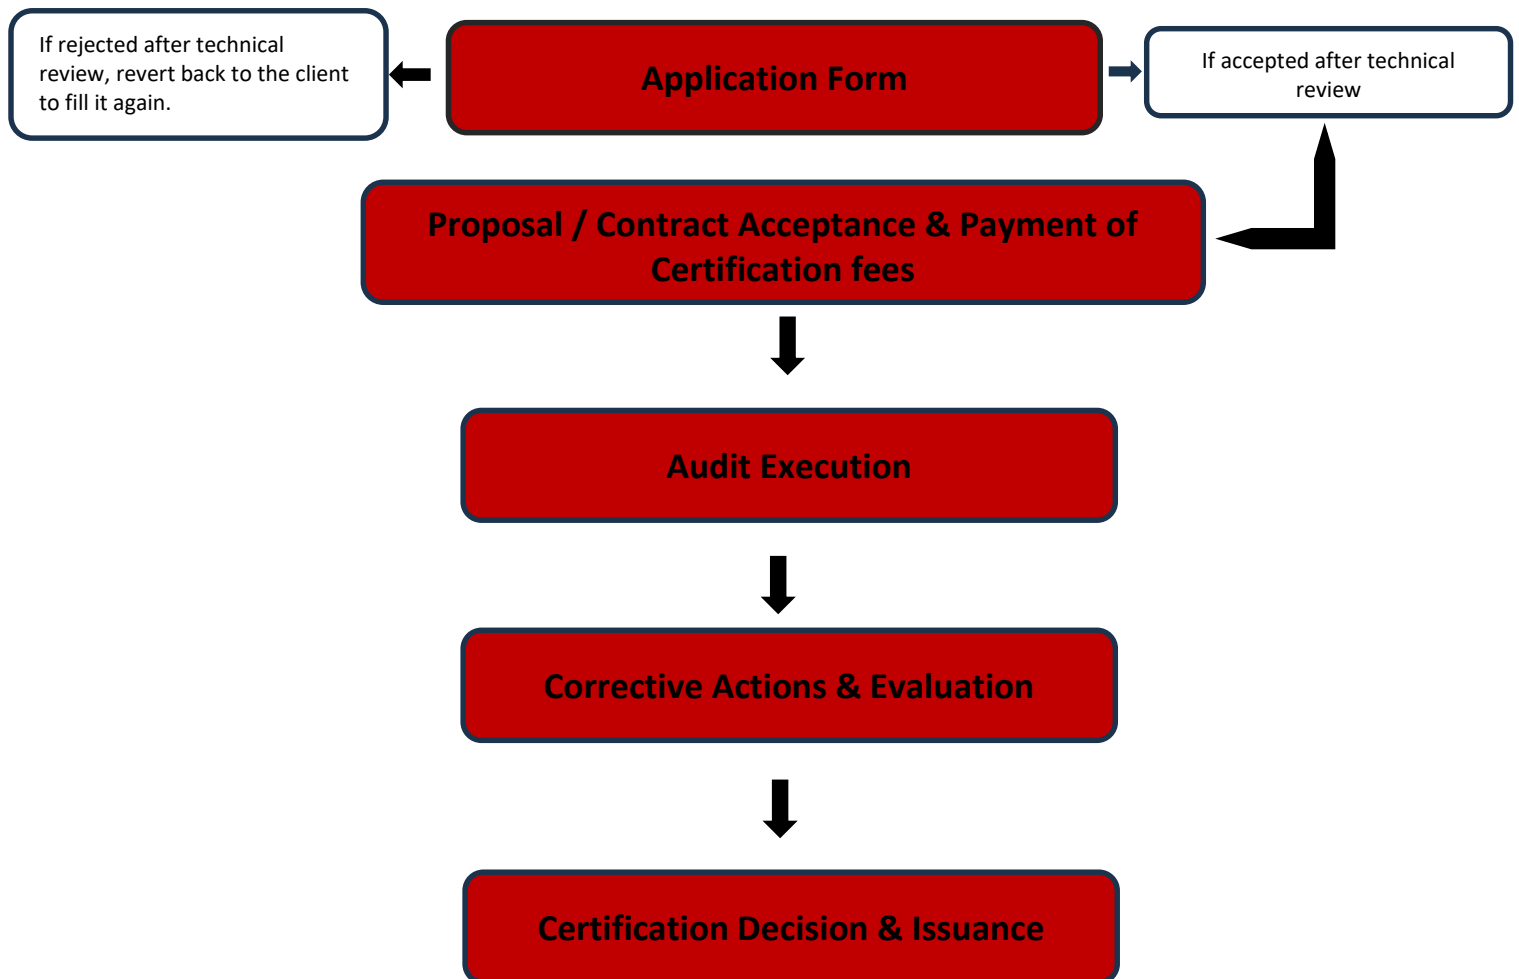 If rejected after technical
review, revert back to the client
to fill it again.
Application Form
If accepted after technical
review
Proposal / Contract Acceptance & Payment of
Certification fees
Audit Execution
Corrective Actions & Evaluation
Certification Decision & Issuance